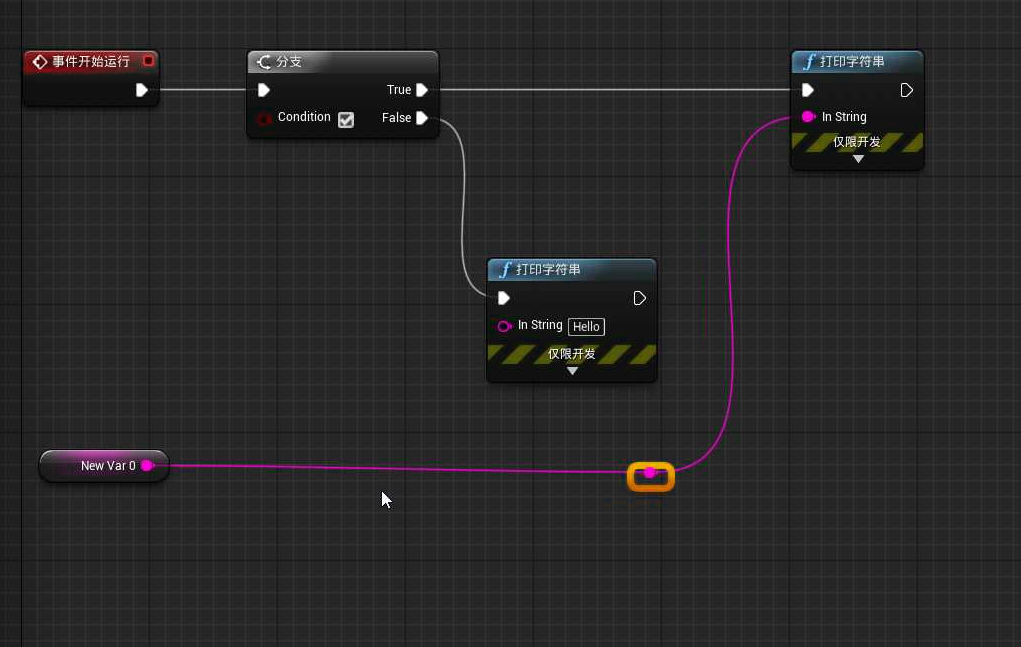 事件开始运行
分支
True
Condition
False
打印字符串
In String
仅限开发
打印字符串
In String Hello
仅限开发
New Var 0